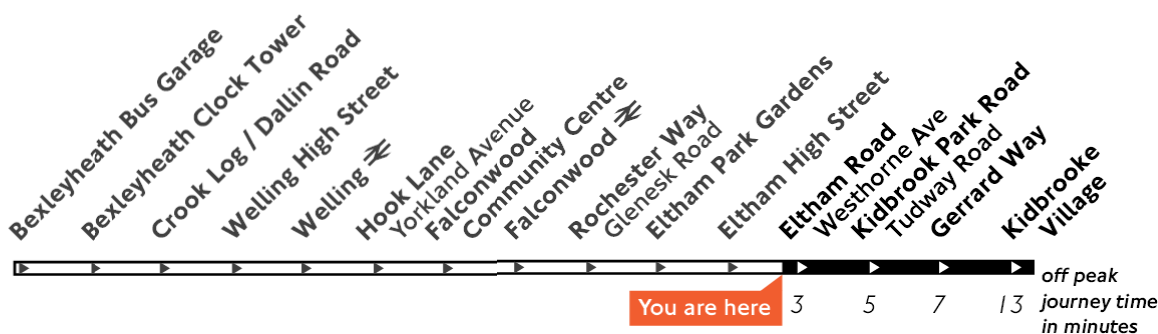 Bexleyheath Bus Garage
Bexleyheath Clock Tower
Crook Log / Dallin Road
Welling High Street
Welling
Hook Lane
Yorkland Avenue
Falconwood
Community Centre
Falconwood
Rochester Way
Glenesk Road
Eltham Park Gardens
Eltham High Street
Eltham Road
Westhorne Ave
Kidbrook Park Road
Tudway Road
Gerrard Way
Kidbrooke
Village
You are here
3 5 7 13
off peak
journey time
in minutes